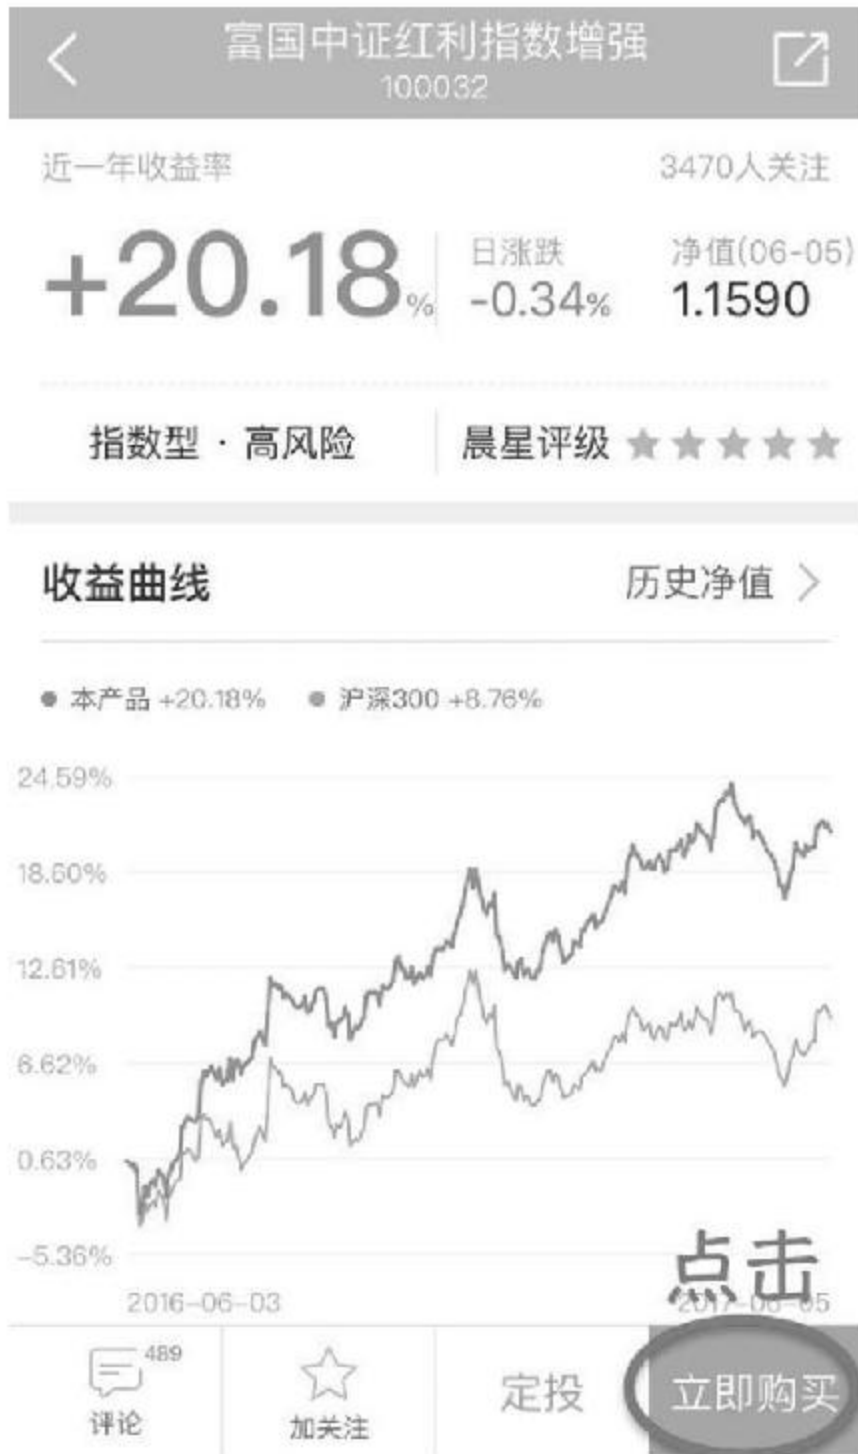 富国中证红利指数增强
100032
近一年收益率 3470人关注
+20.18% 日涨跌 -0.34% 净值(06-05) 1.1590
指数型 · 高风险 晨星评级 ★★★★★
收益曲线 历史净值 >
本产品 +20.18% 沪深300 +8.76%
24.59%
18.60%
12.61%
6.62%
0.63%
-5.36%
2016-06-03 2017-06-05
点击
评论 489 加关注 定投 立即购买